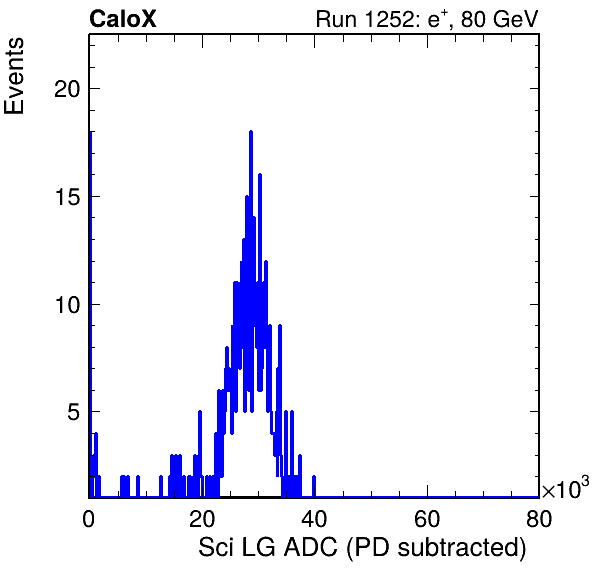 CaloX Run 1252: e⁺, 80 GeV
Events
20
15
10
5
0 20 40 60 80
×10³
Sci LG ADC (PD subtracted)